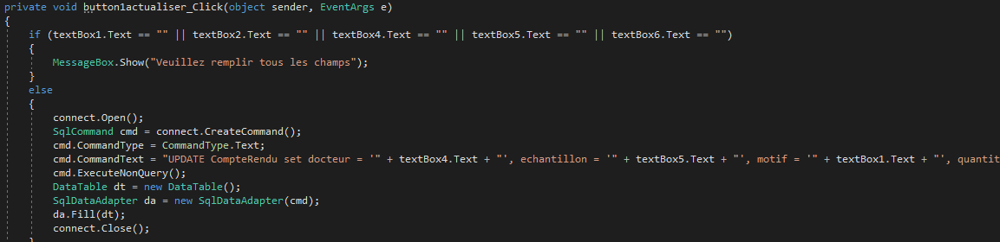 private void button1actualiser_Click(object sender, EventArgs e)
{
if (textBox1.Text == "" || textBox2.Text == "" || textBox4.Text == "" || textBox5.Text == "" || textBox6.Text == "")
{
MessageBox.Show("Veuillez remplir tous les champs");
}
else
{
connect.Open();
SqlCommand cmd = connect.CreateCommand();
cmd.CommandType = CommandType.Text;
cmd.CommandText = "UPDATE CompteRendu set docteur = '" + textBox4.Text + "', echantillon = '" + textBox5.Text + "', motif = '" + textBox1.Text + "', quantit
cmd.ExecuteNonQuery();
DataTable dt = new DataTable();
SqlDataAdapter da = new SqlDataAdapter(cmd);
da.Fill(dt);
connect.Close();
}